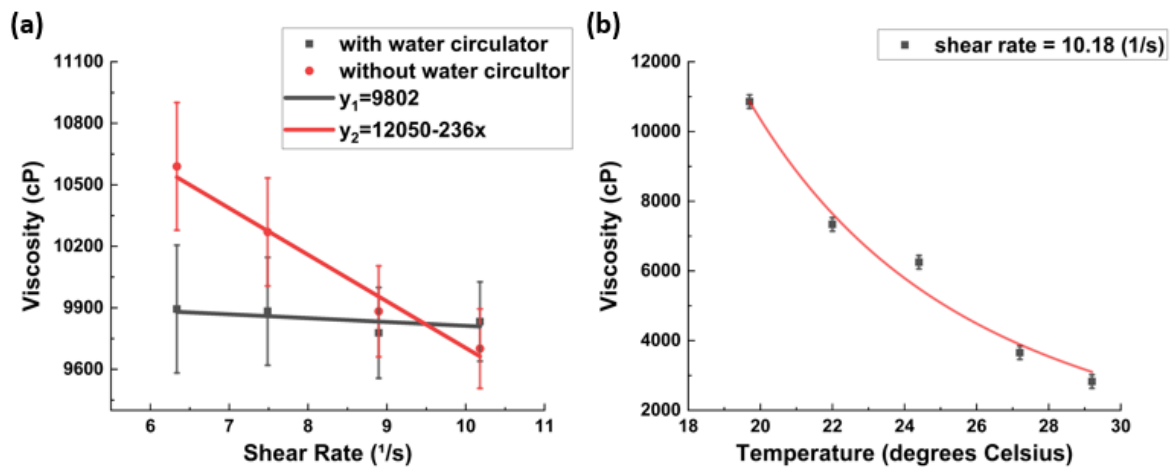 (a)
with water circulator
without water circultor
y₁=9802
y₂=12050-236x
11100
10800
10500
10200
9900
9600
Viscosity (cP)
6 7 8 9 10 11
Shear Rate (¹/s)
(b)
shear rate = 10.18 (1/s)
12000
10000
8000
6000
4000
2000
Viscosity (cP)
18 20 22 24 26 28 30
Temperature (degrees Celsius)